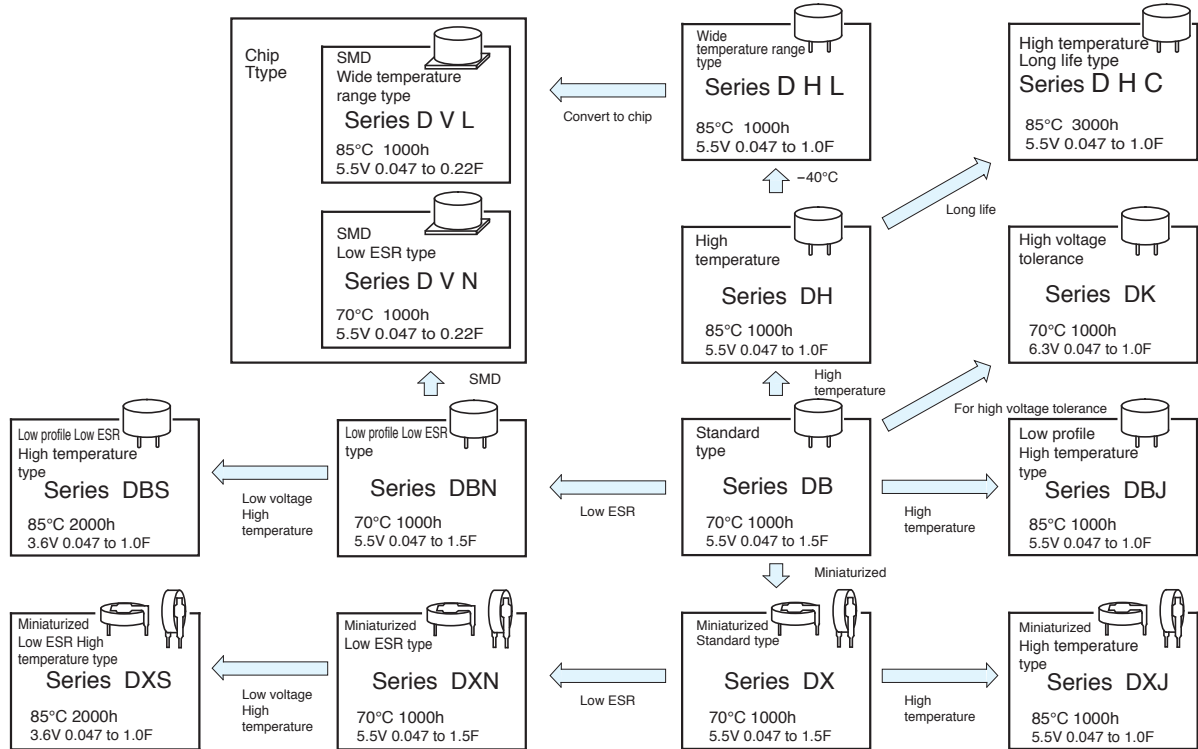 Chip
Ttype
SMD
Wide temperature
range type
Series D V L
85°C 1000h
5.5V 0.047 to 0.22F
Convert to chip
Wide
temperature range
type
Series D H L
85°C 1000h
5.5V 0.047 to 1.0F
High temperature
Long life type
Series D H C
85°C 3000h
5.5V 0.047 to 1.0F
−40°C
Long life
SMD
Low ESR type
Series D V N
70°C 1000h
5.5V 0.047 to 0.22F
High
temperature
Series DH
85°C 1000h
5.5V 0.047 to 1.0F
High voltage
tolerance
Series DK
70°C 1000h
6.3V 0.047 to 1.0F
SMD
High
temperature
For high voltage tolerance
Low profile Low ESR
High temperature
type
Series DBS
85°C 2000h
3.6V 0.047 to 1.0F
Low voltage
High
temperature
Low profile Low ESR
type
Series DBN
70°C 1000h
5.5V 0.047 to 1.5F
Low ESR
Standard
type
Series DB
70°C 1000h
5.5V 0.047 to 1.5F
High
temperature
Low profile
High temperature
type
Series DBJ
85°C 1000h
5.5V 0.047 to 1.0F
Miniaturized
Miniaturized
Low ESR High
temperature type
Series DXS
85°C 2000h
3.6V 0.047 to 1.0F
Low voltage
High
temperature
Miniaturized
Low ESR type
Series DXN
70°C 1000h
5.5V 0.047 to 1.5F
Low ESR
Miniaturized
Standard type
Series DX
70°C 1000h
5.5V 0.047 to 1.5F
High
temperature
Miniaturized
High temperature
type
Series DXJ
85°C 1000h
5.5V 0.047 to 1.0F